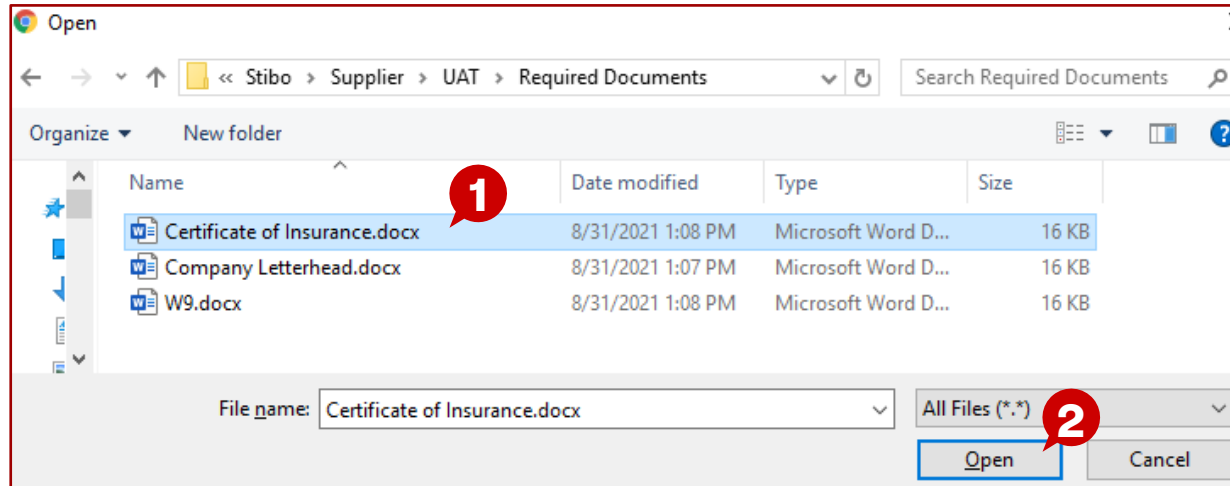 Open
« Stibo > Supplier > UAT > Required Documents Search Required Documents
Organize New folder ?
Name Date modified Type Size
1
Certificate of Insurance.docx 8/31/2021 1:08 PM Microsoft Word D... 16 KB
Company Letterhead.docx 8/31/2021 1:07 PM Microsoft Word D... 16 KB
W9.docx 8/31/2021 1:08 PM Microsoft Word D... 16 KB
File name: Certificate of Insurance.docx All Files (*.*)
2
Open Cancel